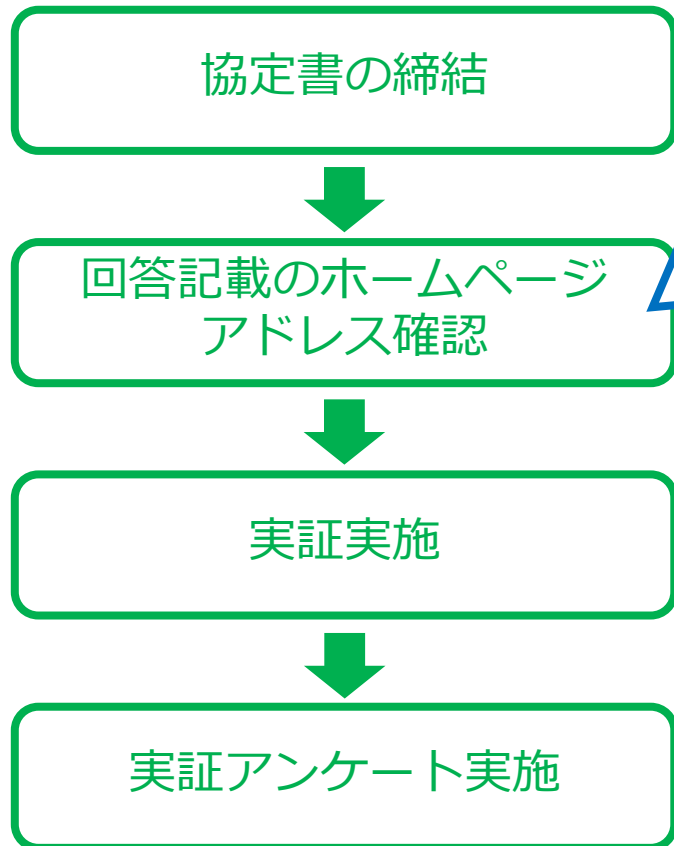 協定書の締結
回答記載のホームページ
アドレス確認
実証実施
実証アンケート実施